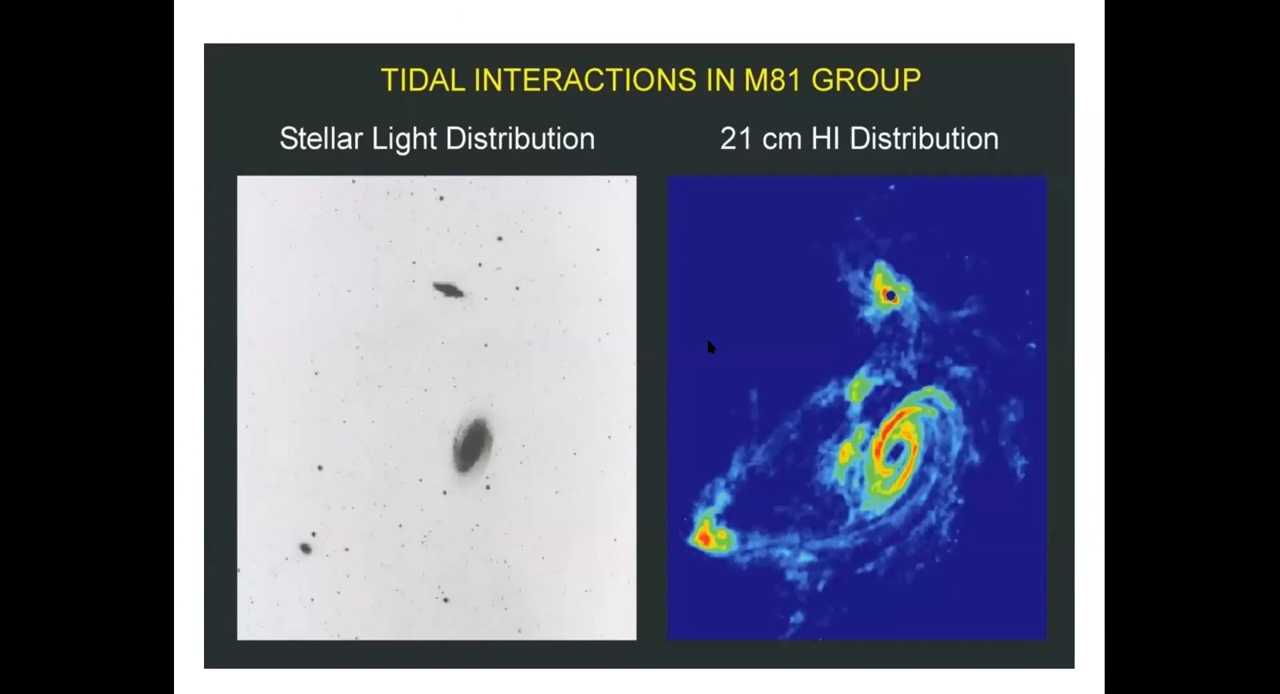 TIDAL INTERACTIONS IN M81 GROUP
Stellar Light Distribution
21 cm HI Distribution